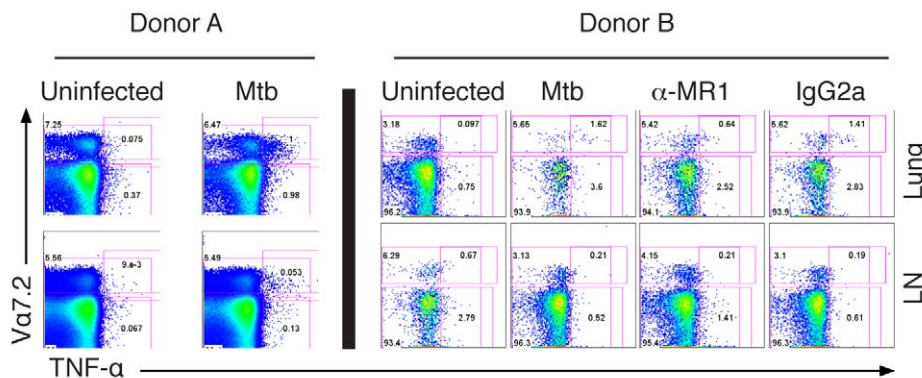 Donor A Donor B
Uninfected Mtb Uninfected Mtb α-MR1 IgG2a
7.25 0.075 0.37
6.47 1 0.98
3.18 0.097 0.75 96.2
5.65 1.62 3.6 93.9
5.42 0.64 2.52 94.1
5.62 1.41 2.83 93.9
Lung
5.56 9.e-3 0.067
5.49 0.053 0.13
6.29 0.67 2.79 93.4
3.13 0.21 0.52 96.3
4.15 0.21 1.41 95.4
3.1 0.19 0.61 96.3
LN
Vα7.2
TNF-α